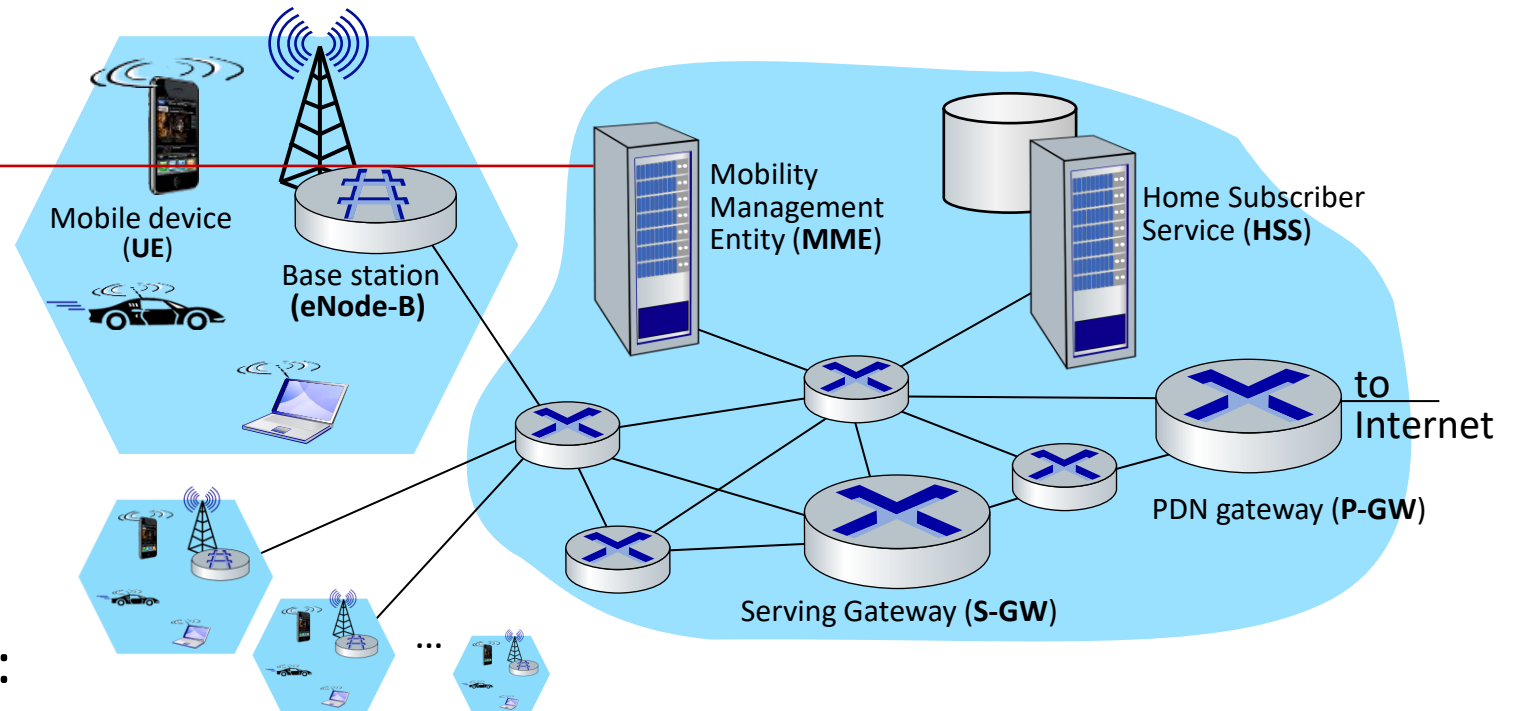 Mobile device
(UE)
Base station
(eNode-B)
Mobility
Management
Entity (MME)
Home Subscriber
Service (HSS)
to
Internet
PDN gateway (P-GW)
Serving Gateway (S-GW)
...
: